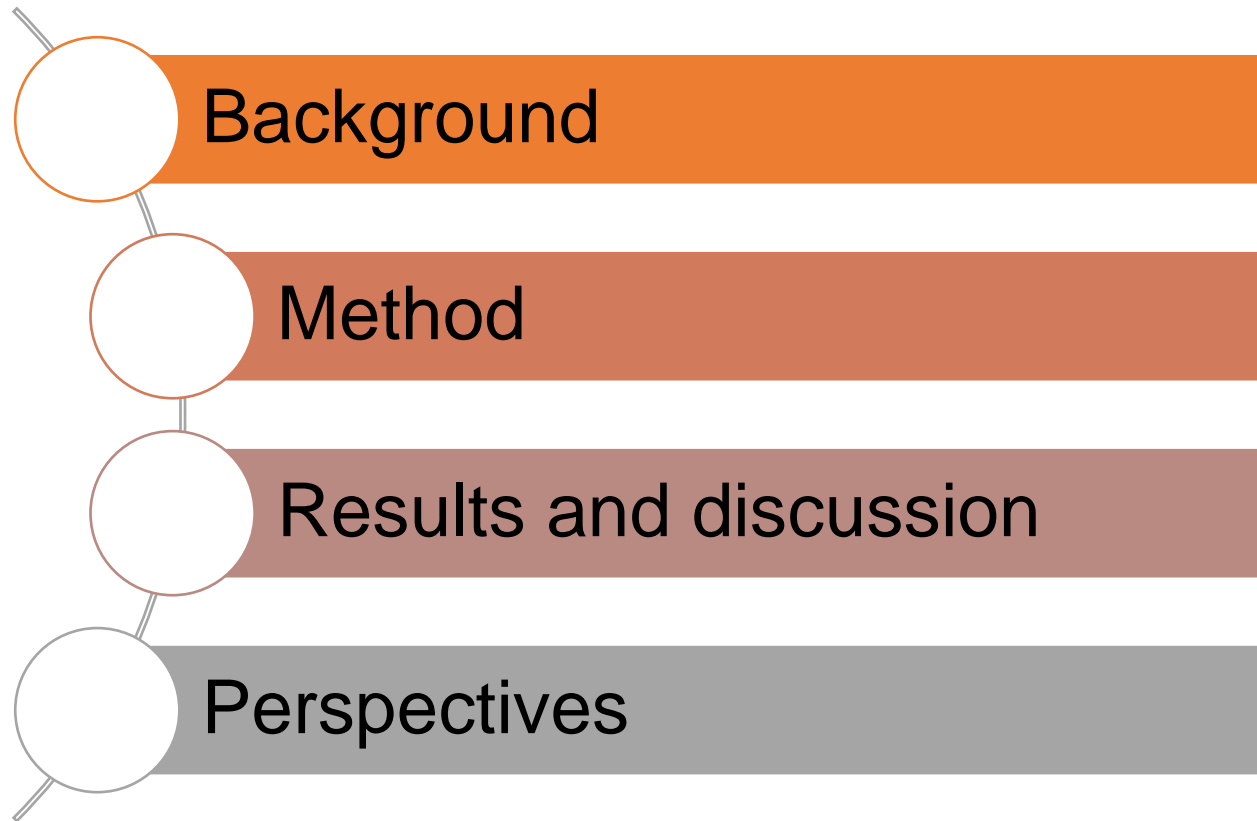 Background
Method
Results and discussion
Perspectives